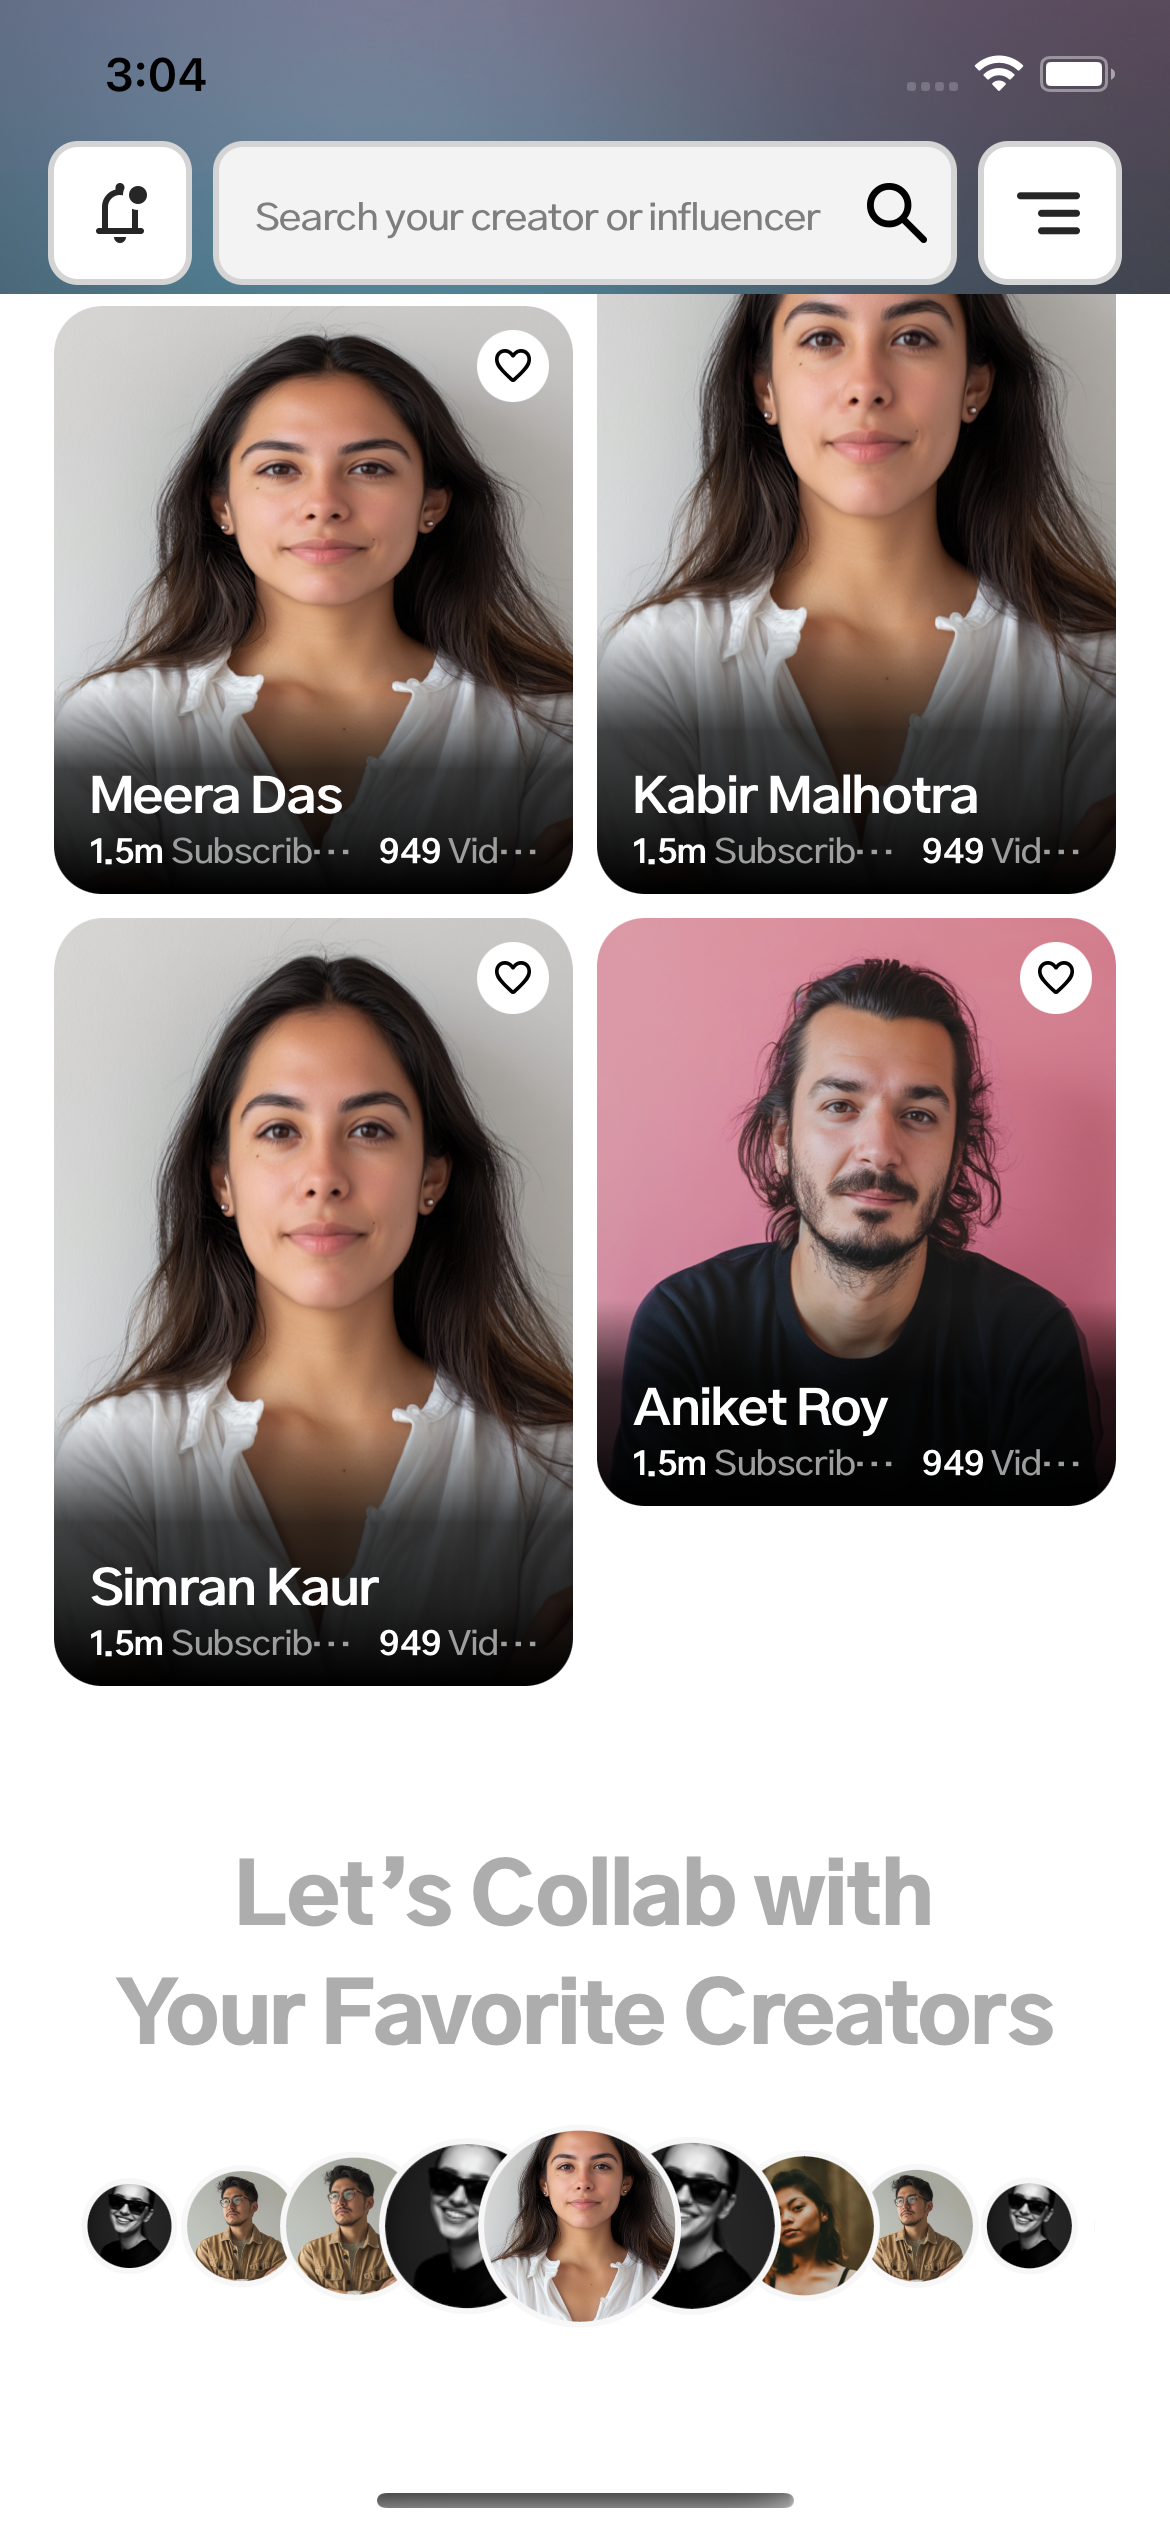 3:04
Search your creator or influencer
Meera Das
1.5m Subscrib··· 949 Vid···
Kabir Malhotra
1.5m Subscrib··· 949 Vid···
Simran Kaur
1.5m Subscrib··· 949 Vid···
Aniket Roy
1.5m Subscrib··· 949 Vid···
Let’s Collab with
Your Favorite Creators